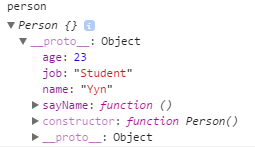 person
▼ Person {} i
▼ __proto__: Object
age: 23
job: "Student"
name: "Yyn"
▶ sayName: function ()
▶ constructor: function Person()
▶ __proto__: Object